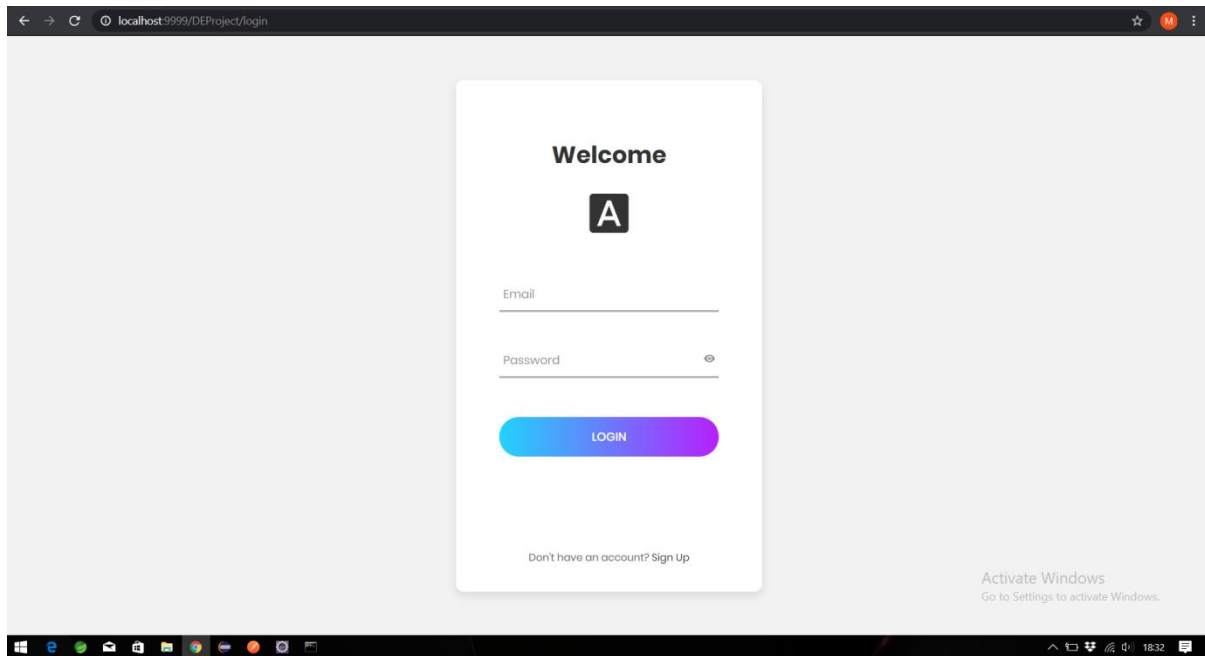 localhost:9999/DEProject/login
M
Welcome
A
Email
Password
LOGIN
Don't have an account? Sign Up
Activate Windows
Go to Settings to activate Windows.
18:32